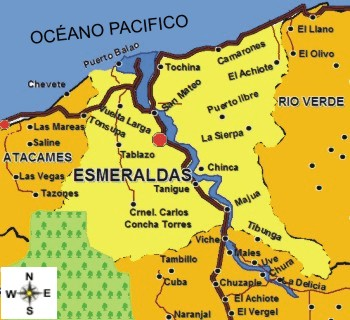 OCÉANO PACIFICO
El Llano
Puerto Balao
Camarones
El Olivo
Tochina
El Achiote
Chevete
San Mateo
Puerto libre
RIO VERDE
Vuelta Larga
Tonsupa
Las Mareas
La Sierpa
Saline
Tablazo
ATACAMES
Chinca
Las Vegas
ESMERALDAS
Tanigue
Tazones
Majua
Crnel. Carlos
Concha Torres
Tibunga
Viche
Males
Tambillo
Uve
Chura
Cuba
Chuzaple
La Delicia
El Achiote
El Vergel
Naranjal
N
W
E
S